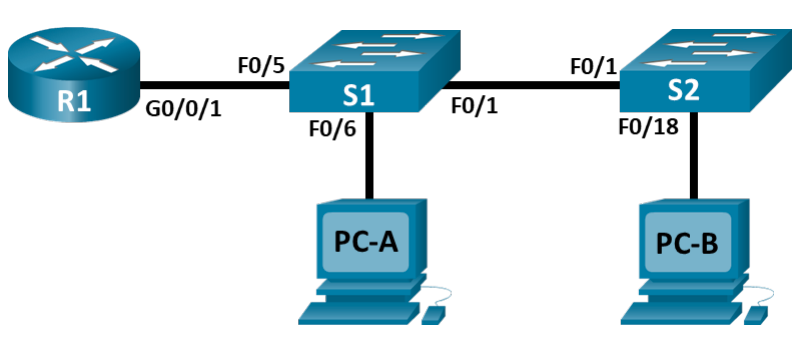 F0/5
F0/1
R1
S1
S2
G0/0/1
F0/1
F0/6
F0/18
PC-A
PC-B